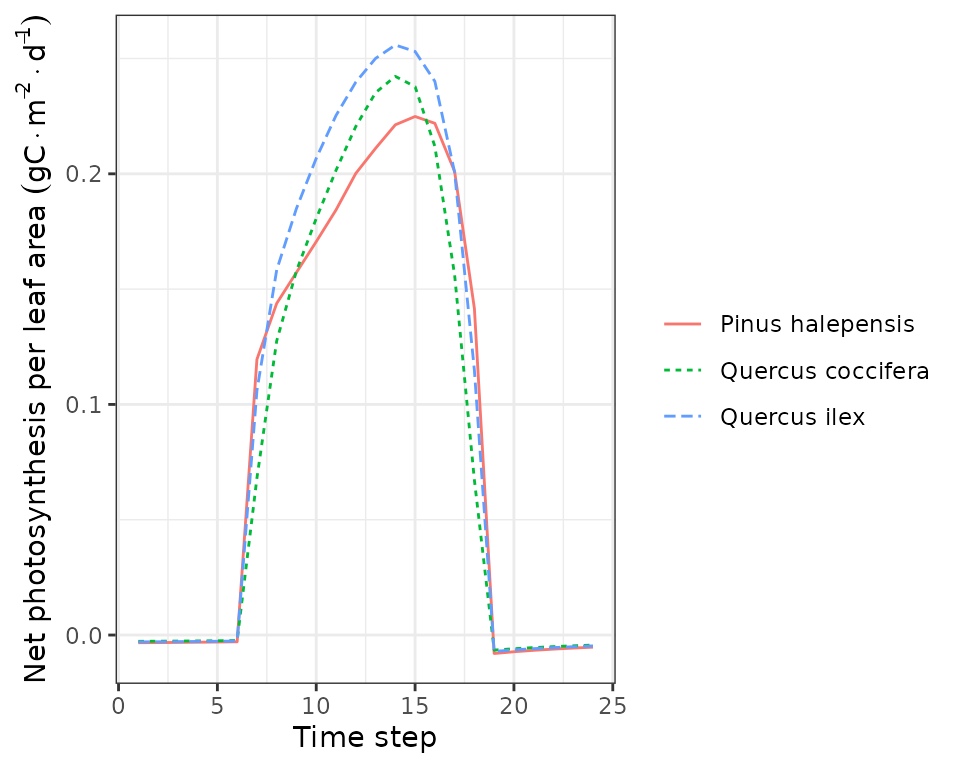 Net photosynthesis per leaf area (gC·m⁻²·d⁻¹)
0.2
0.1
0.0
0 5 10 15 20 25
Time step
Pinus halepensis
Quercus coccifera
Quercus ilex